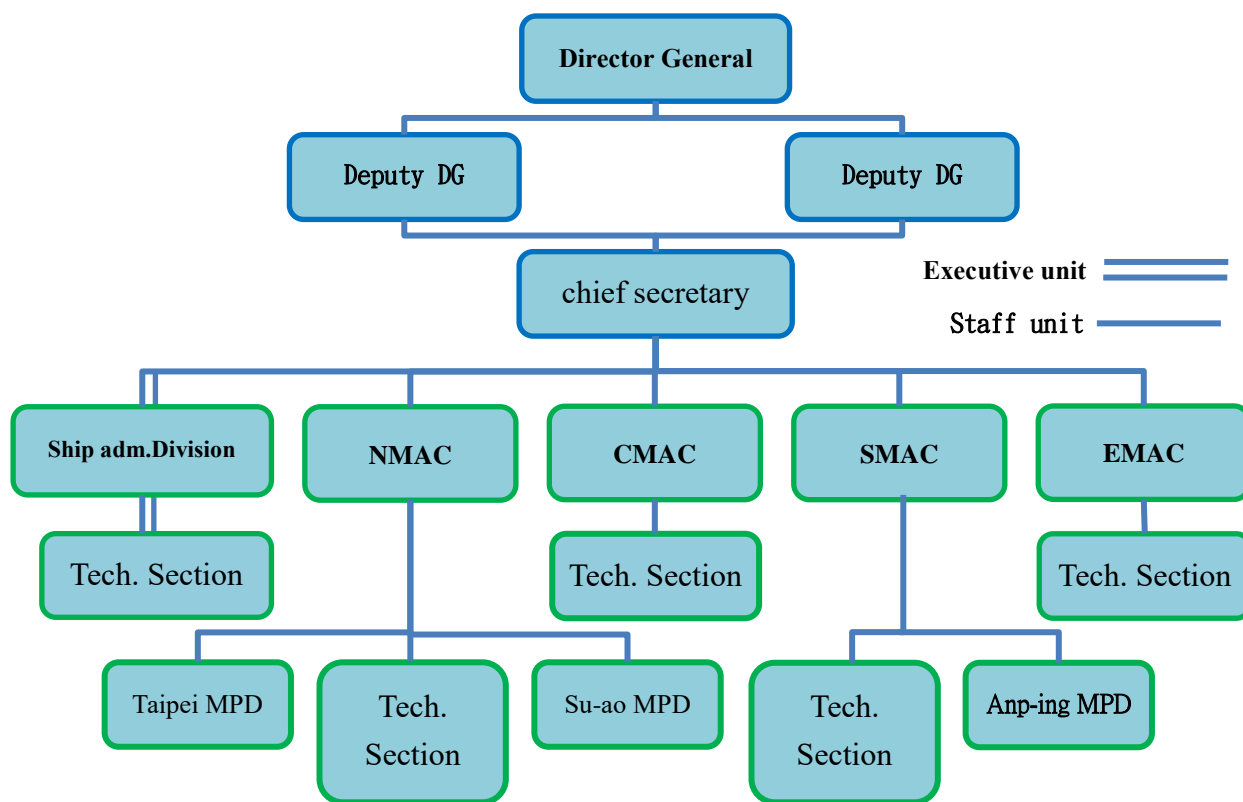 Director General
Deputy DG
Deputy DG
chief secretary
Executive unit
Staff unit
Ship adm.Division
NMAC
CMAC
SMAC
EMAC
Tech. Section
Tech. Section
Tech. Section
Taipei MPD
Tech.
Section
Su-ao MPD
Tech.
Section
Anp-ing MPD